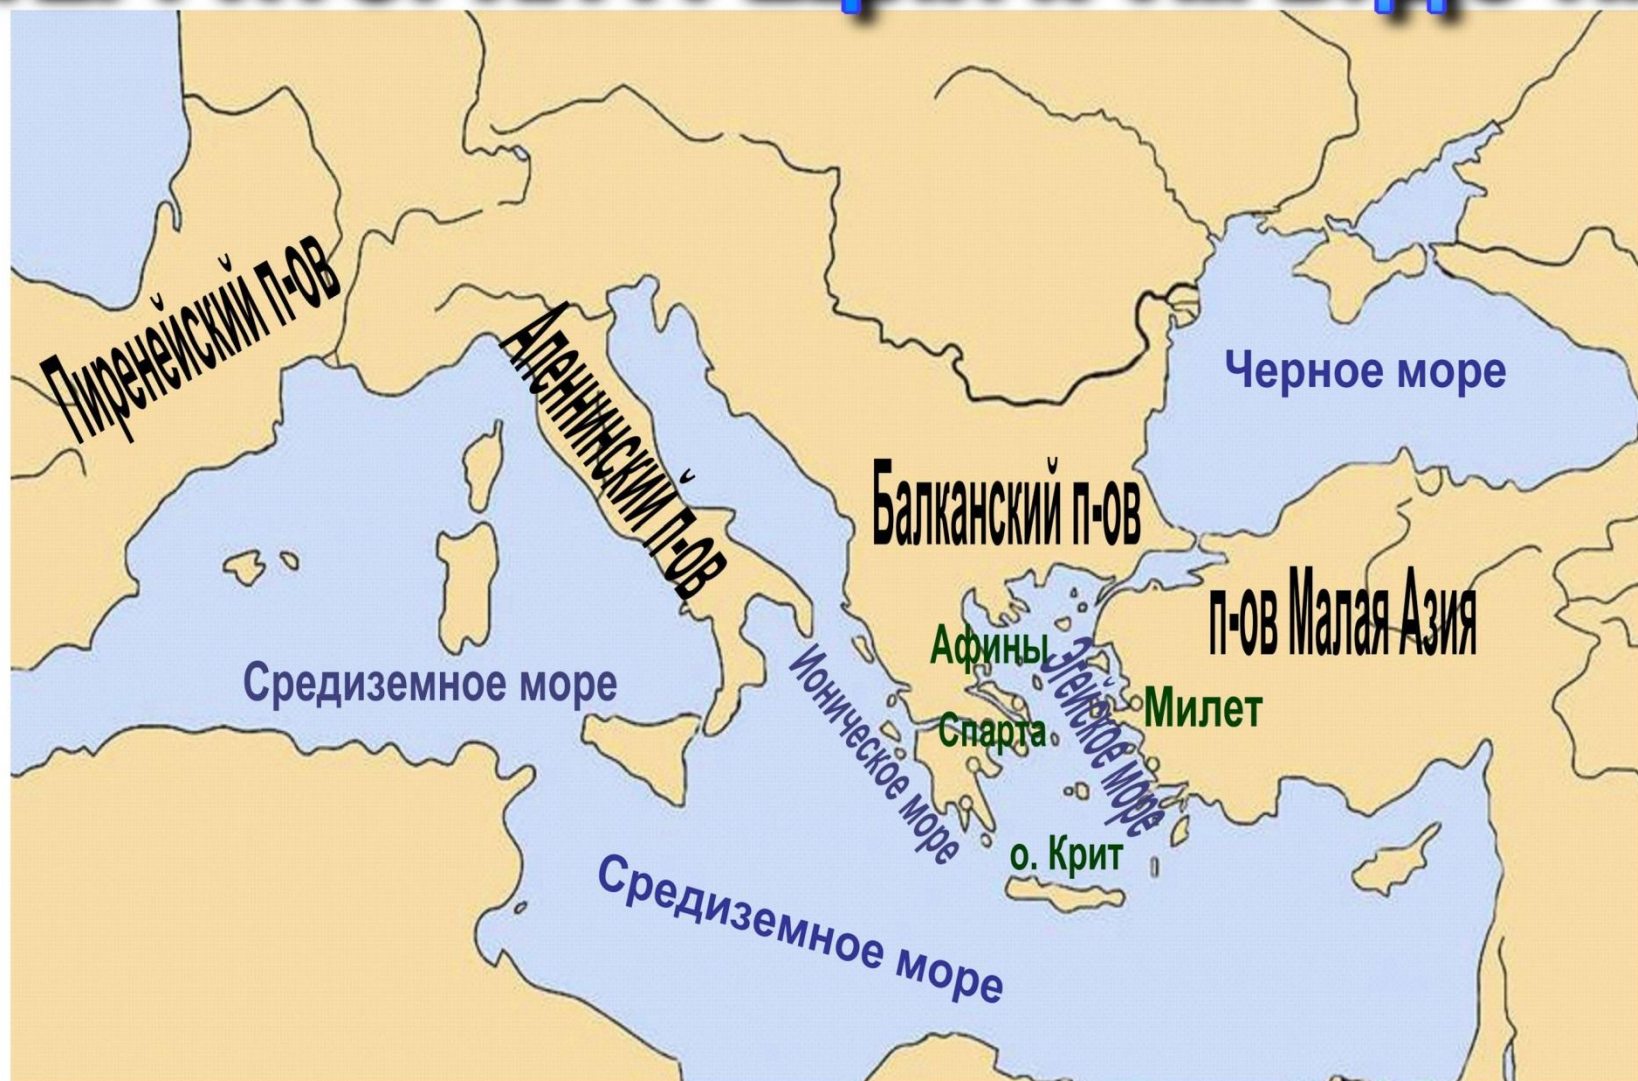 Пиренейский п-ов
Апеннинский п-ов
Черное море
Балканский п-ов
п-ов Малая Азия
Афины
Эгейское море
Средиземное море
Ионическое море
Милет
Спарта
о. Крит
Средиземное море